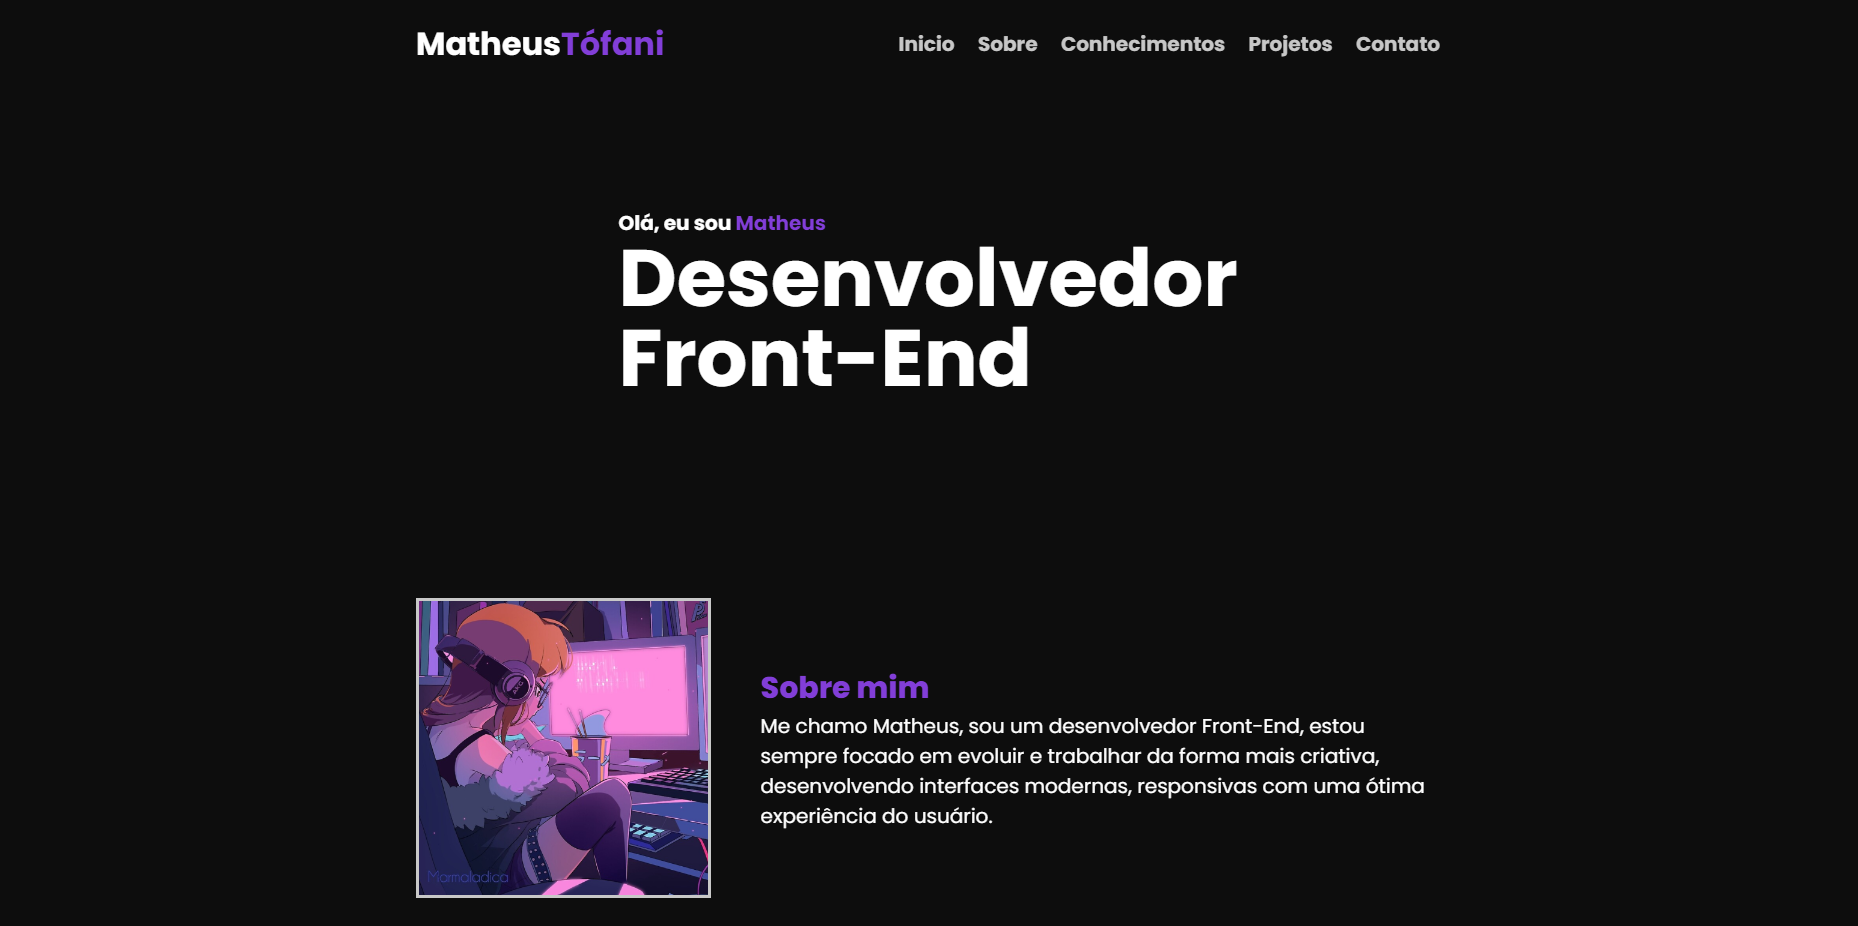 MatheusTófani
Inicio Sobre Conhecimentos Projetos Contato
Olá, eu sou Matheus
Desenvolvedor
Front-End
Sobre mim
Me chamo Matheus, sou um desenvolvedor Front-End, estou
sempre focado em evoluir e trabalhar da forma mais criativa,
desenvolvendo interfaces modernas, responsivas com uma ótima
experiência do usuário.
Marmaladica